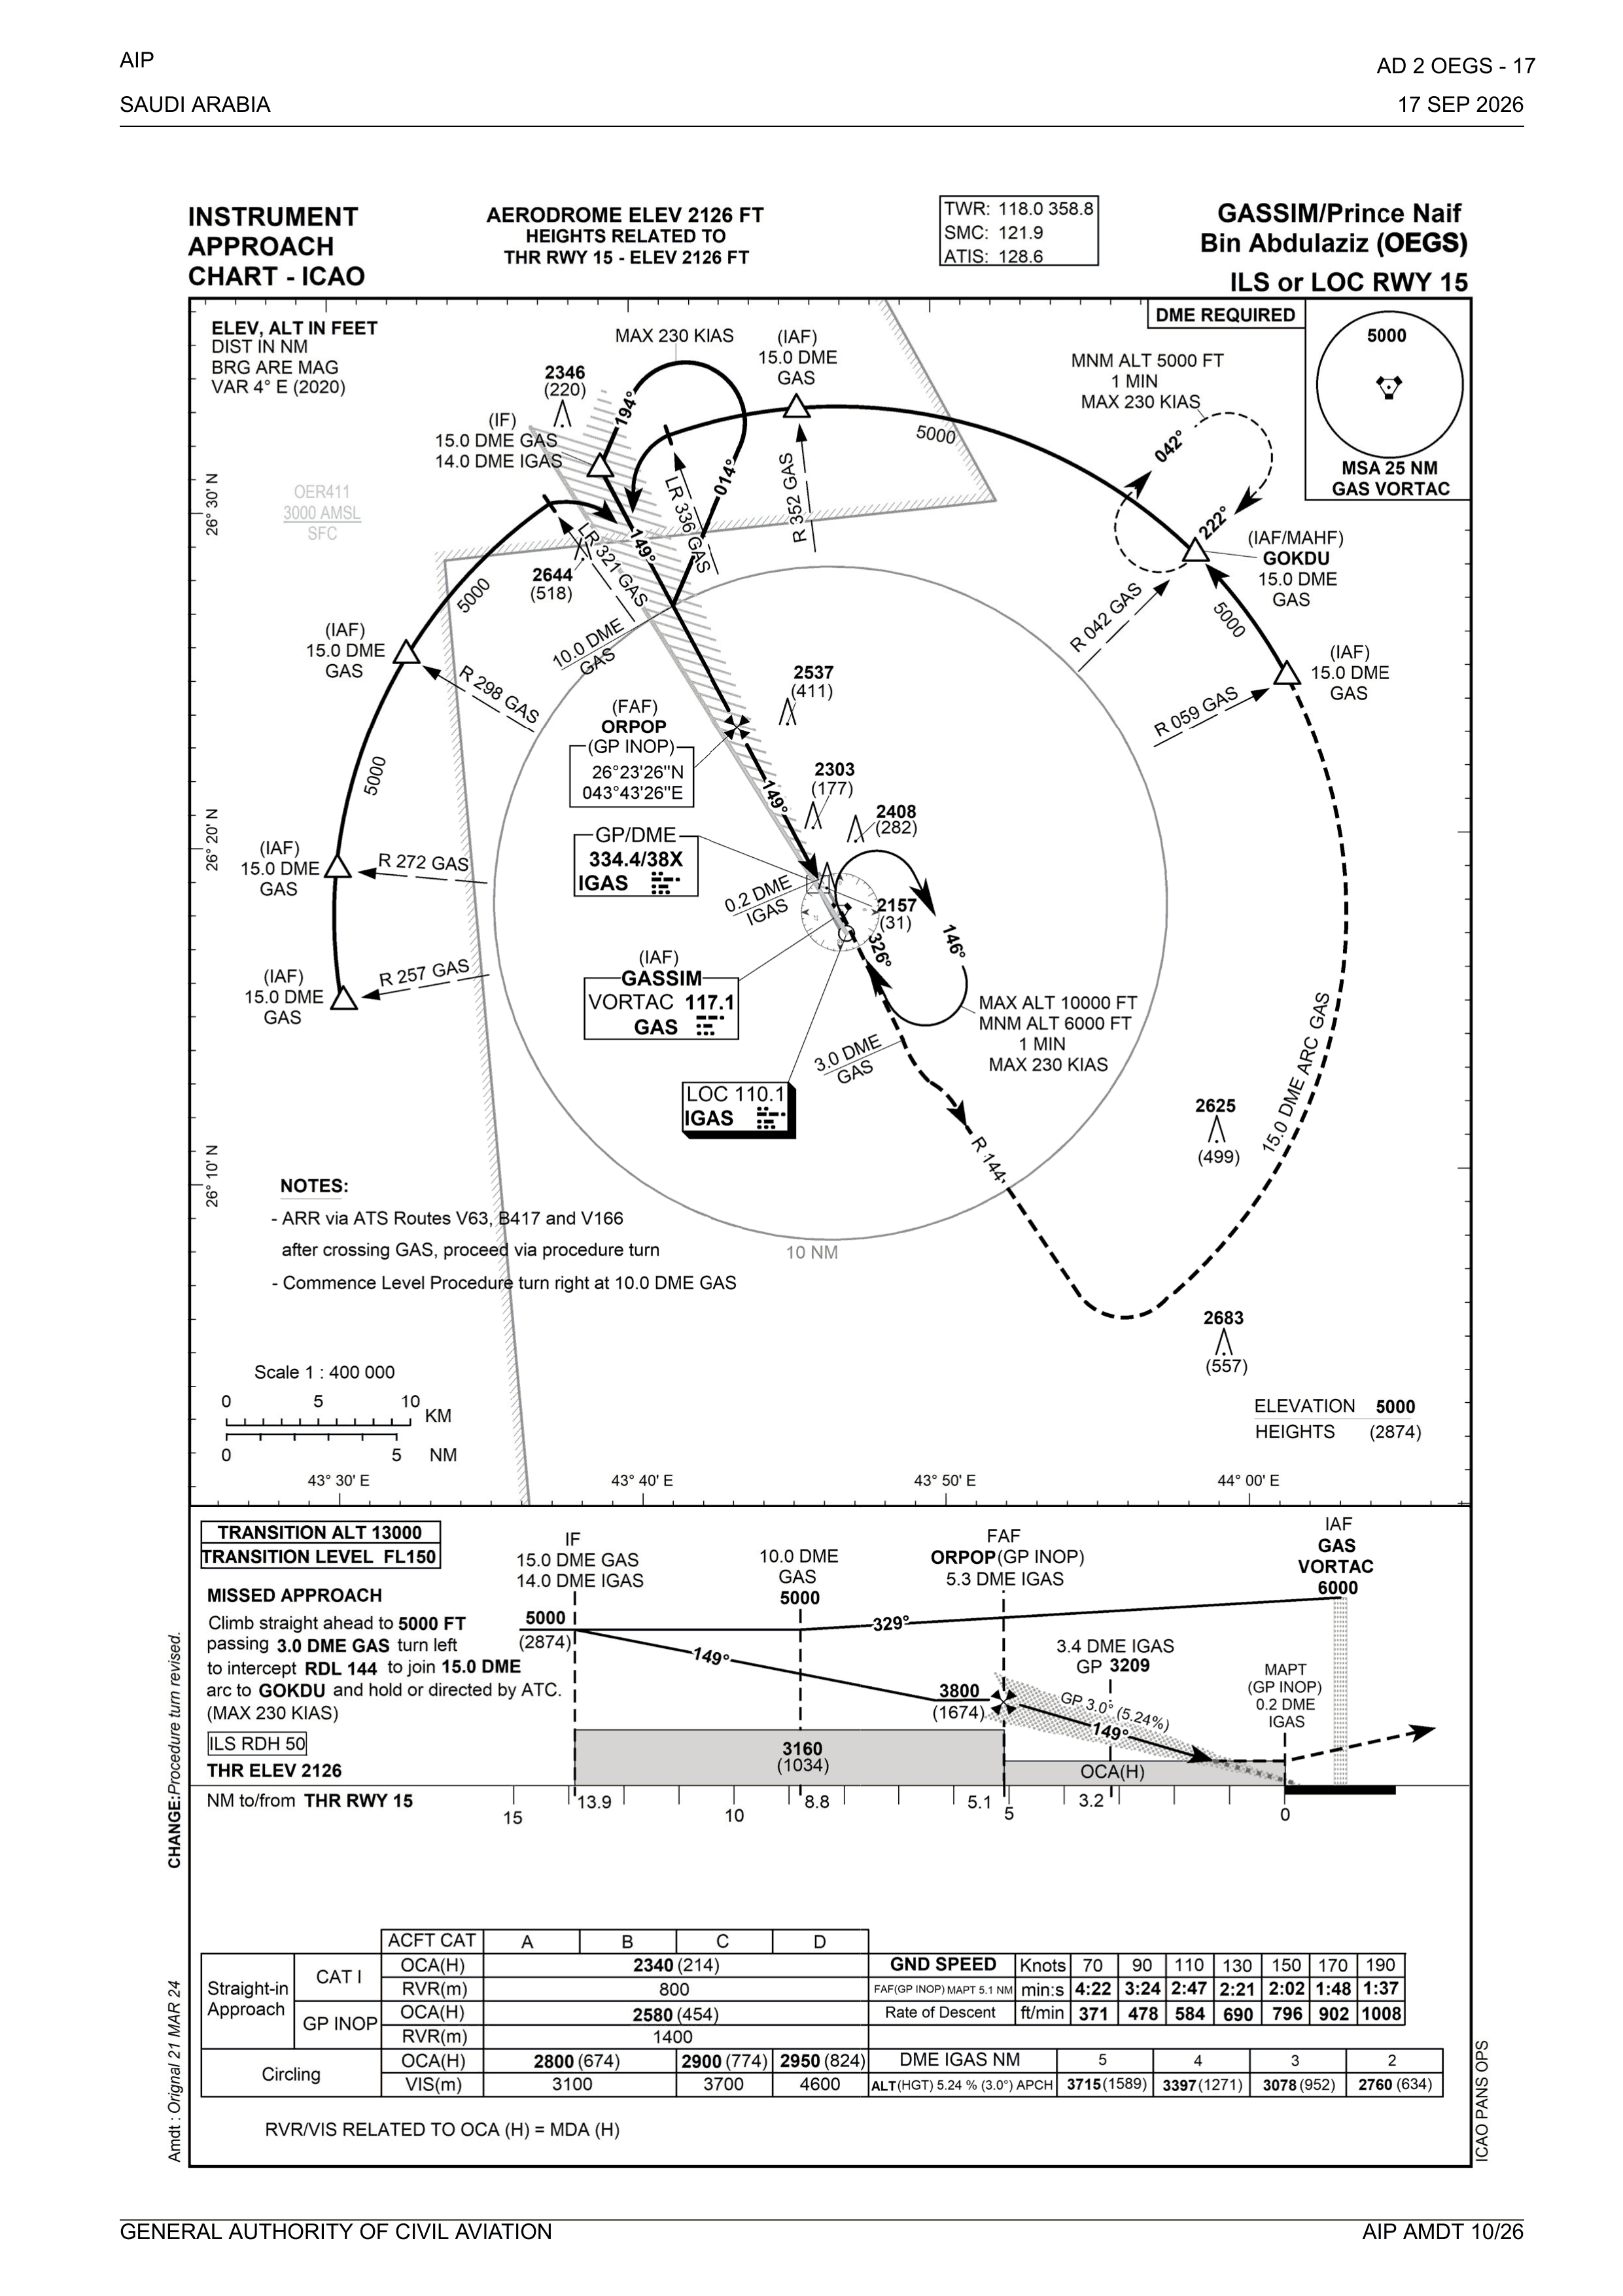 AIP
AD 2 OEGS - 17
SAUDI ARABIA
17 SEP 2026
INSTRUMENT
APPROACH
CHART - ICAO
AERODROME ELEV 2126 FT
HEIGHTS RELATED TO
THR RWY 15 - ELEV 2126 FT
TWR: 118.0 358.8
SMC: 121.9
ATIS: 128.6
GASSIM/Prince Naif
Bin Abdulaziz (OEGS)
ILS or LOC RWY 15
ELEV, ALT IN FEET
DIST IN NM
BRG ARE MAG
VAR 4° E (2020)
DME REQUIRED
5000
MSA 25 NM
GAS VORTAC
MAX 230 KIAS
(IAF)
15.0 DME
GAS
MNM ALT 5000 FT
1 MIN
MAX 230 KIAS
2346
(220)
(IF)
15.0 DME GAS
14.0 DME IGAS
194°
014°
5000
042°
222°
(IAF/MAHF)
GOKDU
15.0 DME
GAS
OER411
3000 AMSL
SFC
LR 336 GAS
R 352 GAS
149°
LR 321 GAS
2644
(518)
5000
R 042 GAS
5000
(IAF)
15.0 DME
GAS
10.0 DME
GAS
R 298 GAS
(IAF)
15.0 DME
GAS
R 059 GAS
2537
(411)
(FAF)
ORPOP
(GP INOP)
26°23'26"N
043°43'26"E
5000
149°
2303
(177)
2408
(282)
GP/DME
334.4/38X
IGAS
(IAF)
15.0 DME
GAS
R 272 GAS
0.2 DME
IGAS
2157
(31)
326°
146°
(IAF)
GASSIM
VORTAC 117.1
GAS
(IAF)
15.0 DME
GAS
R 257 GAS
MAX ALT 10000 FT
MNM ALT 6000 FT
1 MIN
MAX 230 KIAS
3.0 DME
GAS
LOC 110.1
IGAS
15.0 DME ARC GAS
2625
(499)
R 144
26° 30' N
26° 20' N
26° 10' N
NOTES:
- ARR via ATS Routes V63, B417 and V166
after crossing GAS, proceed via procedure turn
- Commence Level Procedure turn right at 10.0 DME GAS
10 NM
2683
(557)
Scale 1 : 400 000
0 5 10 KM
0 5 NM
ELEVATION 5000
HEIGHTS (2874)
43° 30' E
43° 40' E
43° 50' E
44° 00' E
TRANSITION ALT 13000
TRANSITION LEVEL FL150
MISSED APPROACH
Climb straight ahead to 5000 FT
passing 3.0 DME GAS turn left
to intercept RDL 144 to join 15.0 DME
arc to GOKDU and hold or directed by ATC.
(MAX 230 KIAS)
ILS RDH 50
THR ELEV 2126
NM to/from THR RWY 15
IF
15.0 DME GAS
14.0 DME IGAS
5000
(2874)
10.0 DME
GAS
5000
FAF
ORPOP(GP INOP)
5.3 DME IGAS
IAF
GAS
VORTAC
6000
329°
149°
3800
(1674)
3.4 DME IGAS
GP 3209
GP 3.0° (5.24%)
149°
MAPT
(GP INOP)
0.2 DME
IGAS
3160
(1034)
OCA(H)
15 13.9 10 8.8 5.1 5 3.2 0
CHANGE:Procedure turn revised.
Amdt : Orignal 21 MAR 24
ICAO PANS OPS
ACFT CAT A B C D
Straight-in
Approach
CAT I
OCA(H) 2340 (214)
RVR(m) 800
GP INOP
OCA(H) 2580 (454)
RVR(m) 1400
Circling
OCA(H) 2800 (674) 2900 (774) 2950 (824)
VIS(m) 3100 3700 4600
GND SPEED Knots 70 90 110 130 150 170 190
FAF(GP INOP) MAPT 5.1 NM min:s 4:22 3:24 2:47 2:21 2:02 1:48 1:37
Rate of Descent ft/min 371 478 584 690 796 902 1008
DME IGAS NM 5 4 3 2
ALT(HGT) 5.24 % (3.0°) APCH 3715(1589) 3397(1271) 3078(952) 2760(634)
RVR/VIS RELATED TO OCA (H) = MDA (H)
GENERAL AUTHORITY OF CIVIL AVIATION
AIP AMDT 10/26